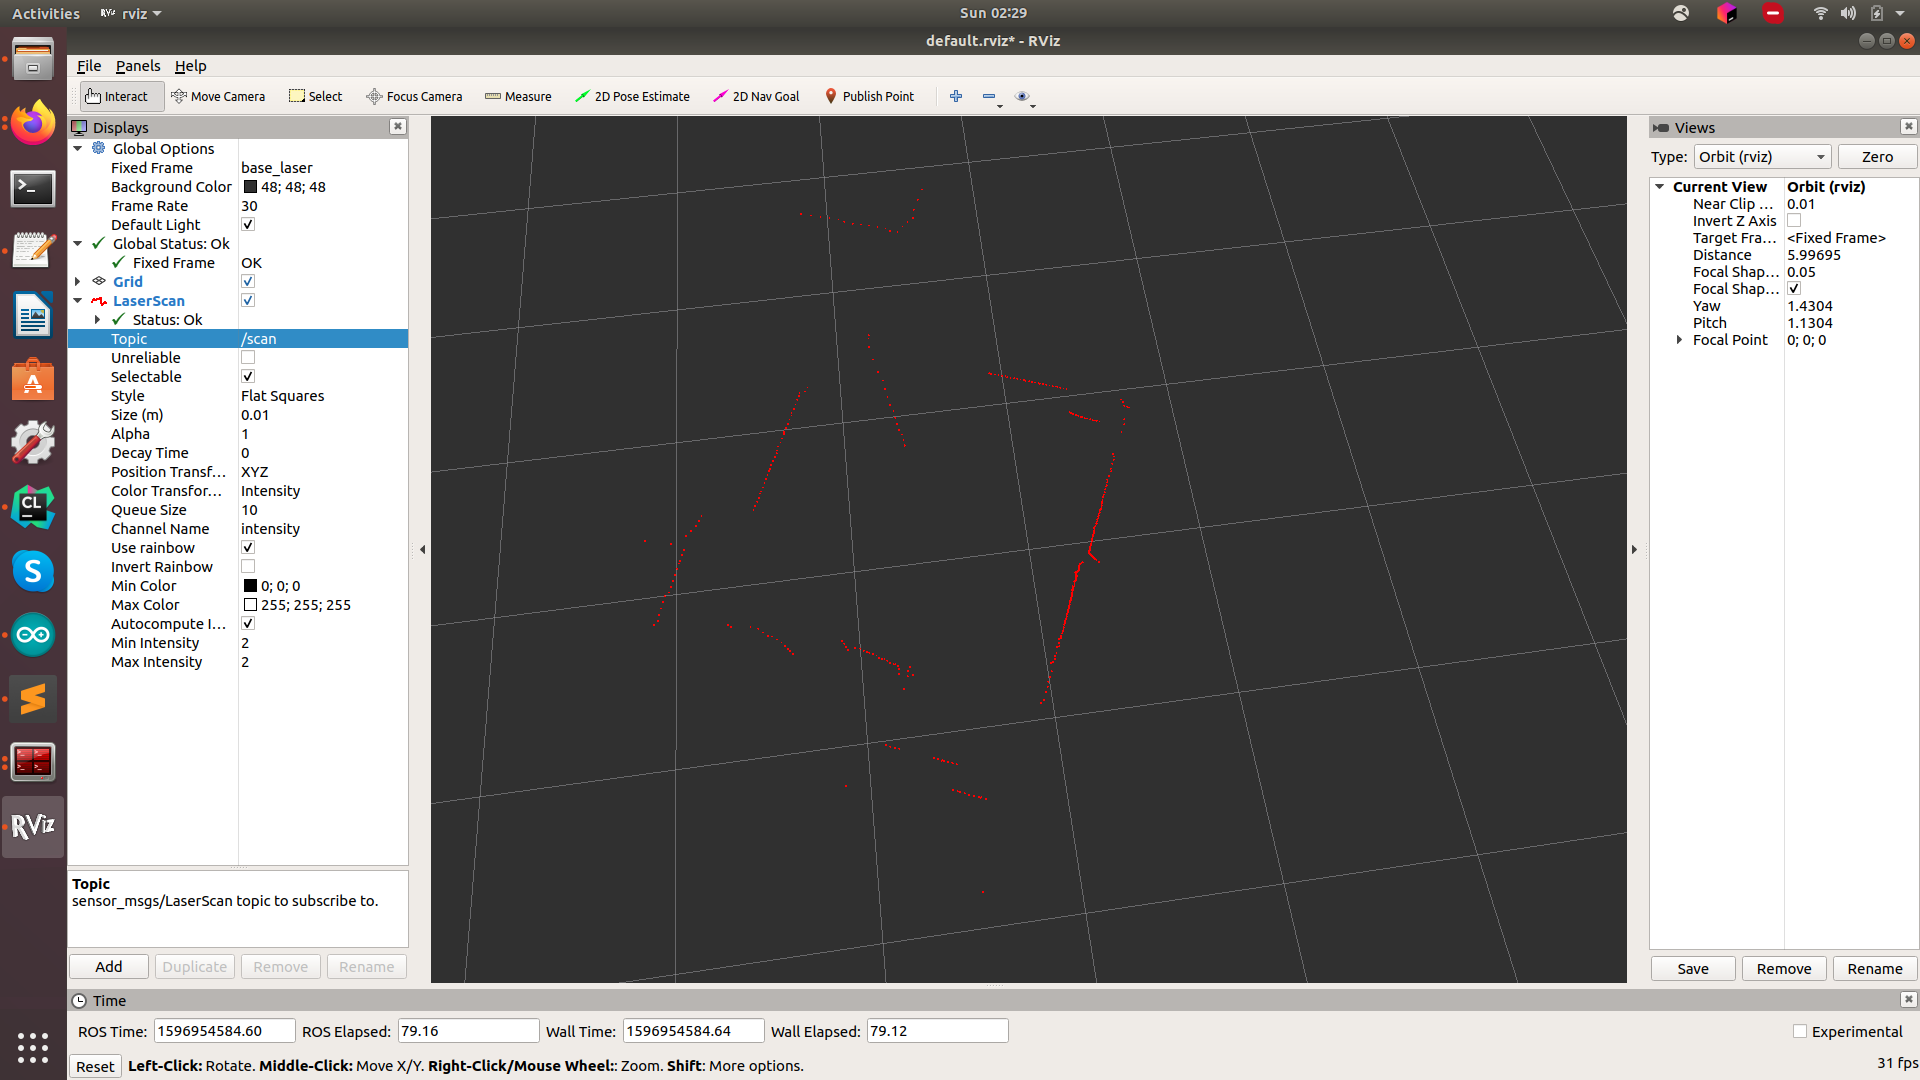 Activities
rviz
Sun 02:29
default.rviz* - RViz
File Panels Help
Interact Move Camera Select Focus Camera Measure 2D Pose Estimate 2D Nav Goal Publish Point
Displays
Global Options
Fixed Frame base_laser
Background Color 48; 48; 48
Frame Rate 30
Default Light
Global Status: Ok
Fixed Frame OK
Grid
LaserScan
Status: Ok
Topic /scan
Unreliable
Selectable
Style Flat Squares
Size (m) 0.01
Alpha 1
Decay Time 0
Position Transf... XYZ
Color Transfor... Intensity
Queue Size 10
Channel Name intensity
Use rainbow
Invert Rainbow
Min Color 0; 0; 0
Max Color 255; 255; 255
Autocompute I...
Min Intensity 2
Max Intensity 2
Topic
sensor_msgs/LaserScan topic to subscribe to.
Add Duplicate Remove Rename
Views
Type: Orbit (rviz) Zero
Current View Orbit (rviz)
Near Clip ... 0.01
Invert Z Axis
Target Fra... <Fixed Frame>
Distance 5.99695
Focal Shap... 0.05
Focal Shap...
Yaw 1.4304
Pitch 1.1304
Focal Point 0; 0; 0
Save Remove Rename
Time
ROS Time: 1596954584.60 ROS Elapsed: 79.16 Wall Time: 1596954584.64 Wall Elapsed: 79.12 Experimental
Reset Left-Click: Rotate. Middle-Click: Move X/Y. Right-Click/Mouse Wheel:: Zoom. Shift: More options. 31 fps
CL
S
RViz